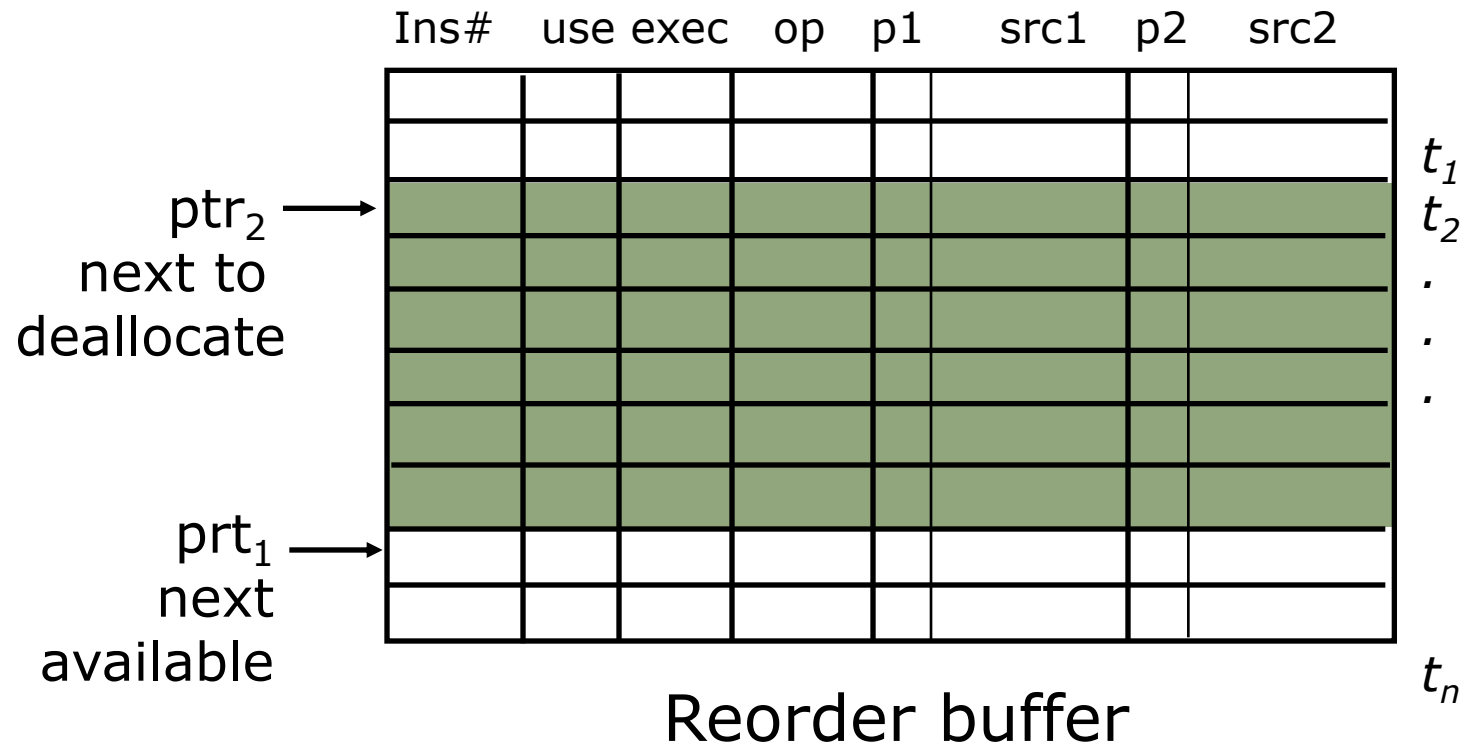 Ins# use exec op p1 src1 p2 src2
t₁
ptr₂
t₂
next to
.
deallocate
.
.
prt₁
next
available
tₙ
Reorder buffer